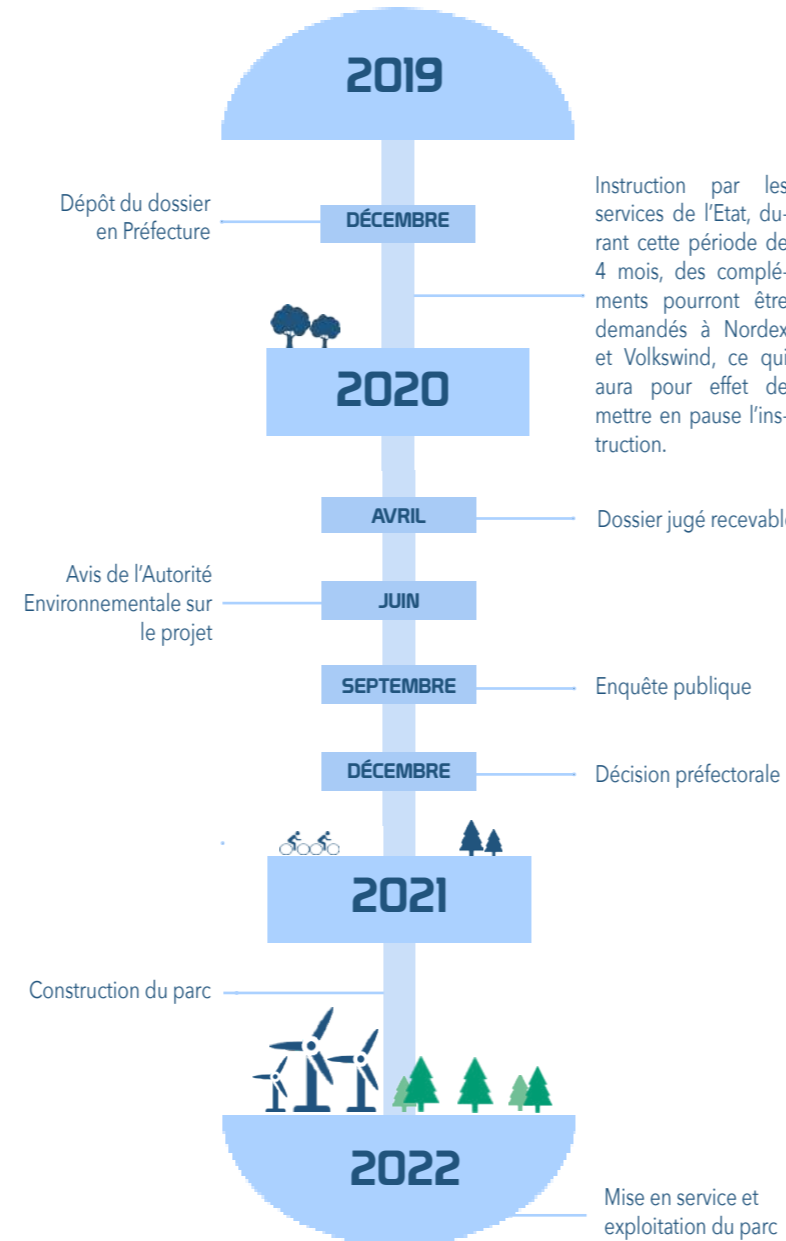 2019
Dépôt du dossier
en Préfecture
DÉCEMBRE
Instruction par les
services de l'Etat, du-
rant cette période de
4 mois, des complé-
ments pourront être
demandés à Nordex
et Volkswind, ce qui
aura pour effet de
mettre en pause l'ins-
truction.
2020
AVRIL
Dossier jugé recevable
Avis de l'Autorité
Environnementale sur
le projet
JUIN
SEPTEMBRE
Enquête publique
DÉCEMBRE
Décision préfectorale
2021
Construction du parc
2022
Mise en service et
exploitation du parc